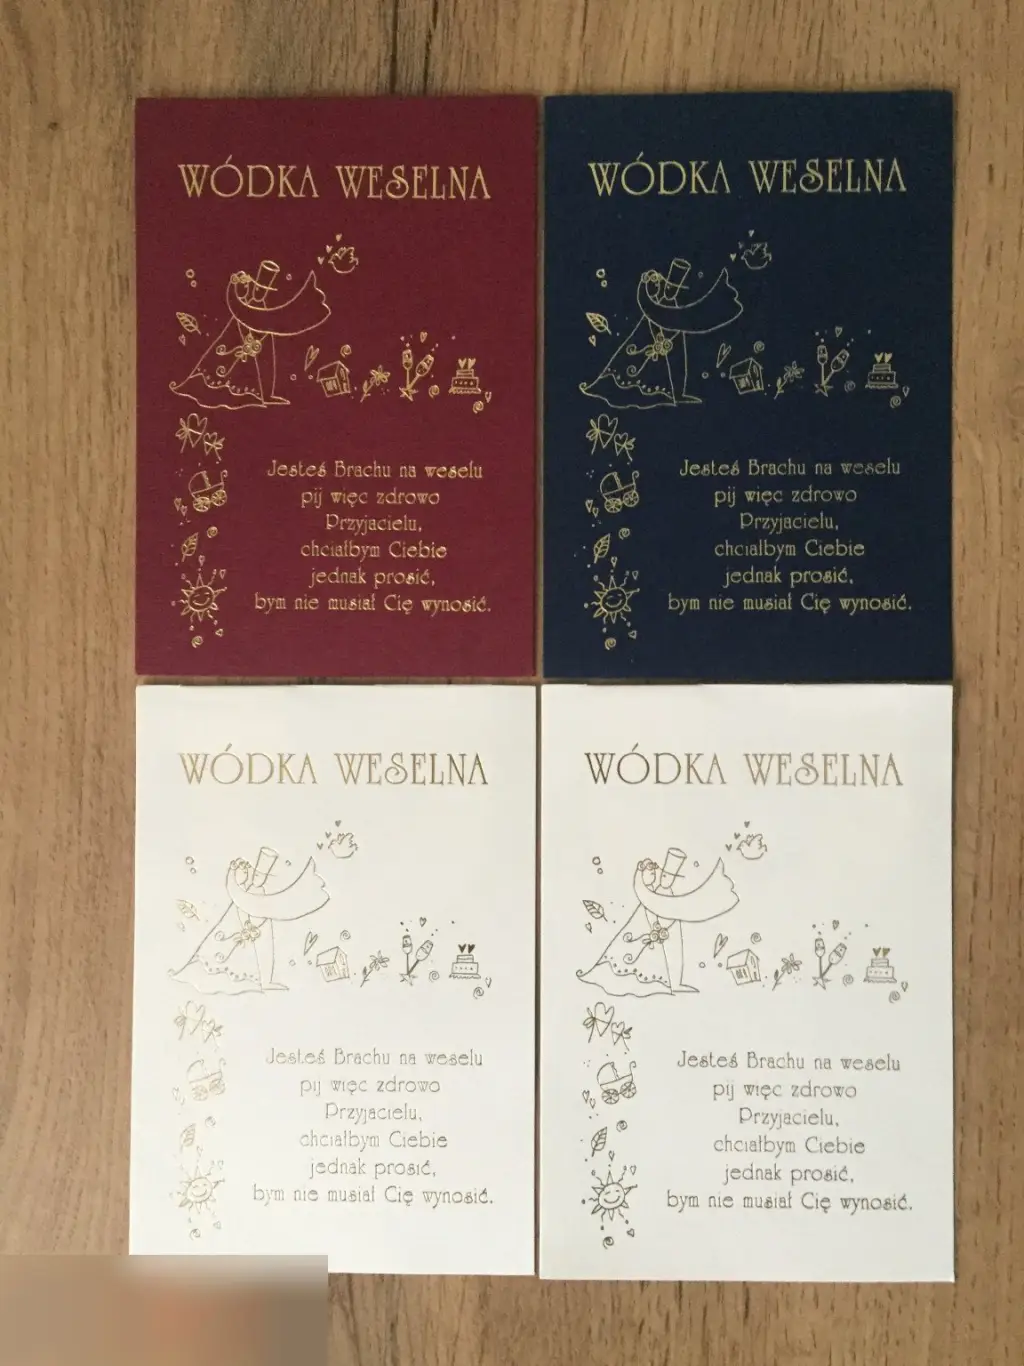 WÓDKA WESELNA
Jesteś Brachu na weselu
pij więc zdrowo
Przyjacielu,
chciałbym Ciebie
jednak prosić,
bym nie musiał Cię wynosić.
WÓDKA WESELNA
Jesteś Brachu na weselu
pij więc zdrowo
Przyjacielu,
chciałbym Ciebie
jednak prosić,
bym nie musiał Cię wynosić.
WÓDKA WESELNA
Jesteś Brachu na weselu
pij więc zdrowo
Przyjacielu,
chciałbym Ciebie
jednak prosić,
bym nie musiał Cię wynosić.
WÓDKA WESELNA
Jesteś Brachu na weselu
pij więc zdrowo
Przyjacielu,
chciałbym Ciebie
jednak prosić,
bym nie musiał Cię wynosić.